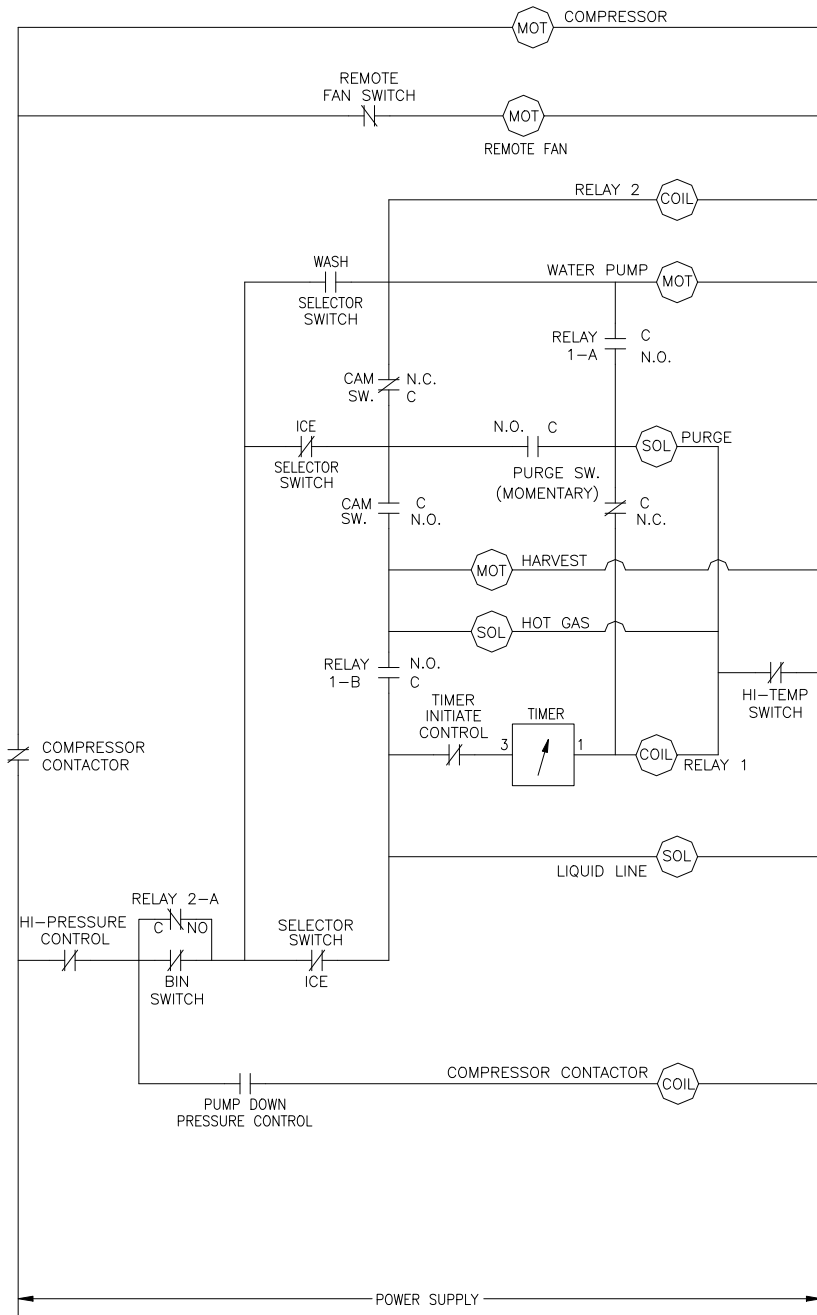 MOT
COMPRESSOR
REMOTE
FAN SWITCH
MOT
REMOTE FAN
RELAY 2
COIL
WASH
SELECTOR
SWITCH
WATER PUMP
MOT
RELAY
1-A
C
N.O.
CAM
SW.
N.C.
C
ICE
SELECTOR
SWITCH
N.O.
C
PURGE SW.
(MOMENTARY)
SOL
PURGE
CAM
SW.
C
N.O.
C
N.C.
MOT
HARVEST
SOL
HOT GAS
RELAY
1-B
N.O.
C
HI-TEMP
SWITCH
TIMER
INITIATE
CONTROL
3
TIMER
1
COIL
RELAY 1
COMPRESSOR
CONTACTOR
LIQUID LINE
SOL
HI-PRESSURE
CONTROL
RELAY 2-A
C
NO
BIN
SWITCH
SELECTOR
SWITCH
ICE
COMPRESSOR CONTACTOR
COIL
PUMP DOWN
PRESSURE CONTROL
POWER SUPPLY